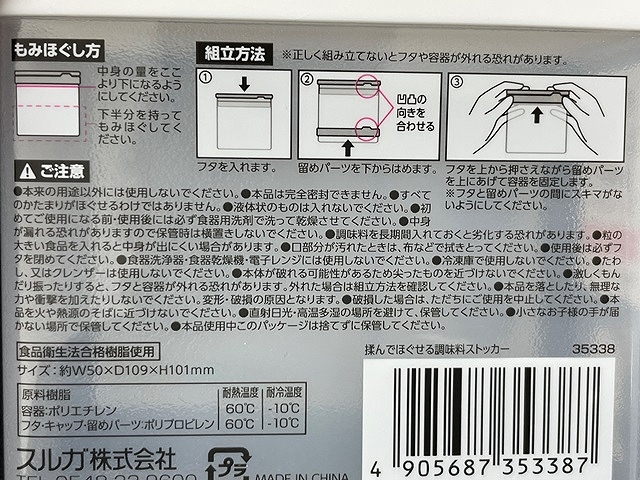 もみほぐし方
中身の量をここ
より下になるよう
にしてください。
下半分を持って
もみほぐしてく
ださい。
組立方法 ※正しく組み立てないとフタや容器が外れる恐れがあります。
①
フタを入れます。
②
凹凸の
向きを
合わせる
留めパーツを下からはめます。
③
フタを上から押さえながら留めパーツ
を上にあげて容器を固定します。
※フタと留めパーツの間にスキマがな
いようにしてください。
ご注意
●本来の用途以外には使用しないでください。●本品は完全密封できません。●すべて
のかたまりがほぐせるわけではありません。●液体状のものは入れないでください。●初
めてご使用になる前・使用後には必ず食器用洗剤で洗って乾燥させてください。●中身
が漏れる恐れがありますので保管時は横置きしないでください。●調味料を長期間入れておくと劣化する恐れがあります。●粒の
大きい食品を入れると中身が出にくい場合があります。●口部分が汚れたときは、布などで拭きとってください。●使用後は必ずフ
タを閉めてください。●食器洗浄器・食器乾燥機・電子レンジには使用しないでください。●冷凍庫で使用しないでください。●たわ
し、又はクレンザーは使用しないでください。●本体が破れる可能性があるため尖ったものを近づけないでください。●激しくもん
だり振ったりすると、フタと容器が外れる恐れがあります。外れた場合は組立方法を確認してください。●本品を落としたり、無理な
力や衝撃を加えたりしないでください。変形・破損の原因となります。●破損した場合は、ただちにご使用を中止してください。●本
品を火や熱源のそばに近づけないでください。●直射日光・高温多湿の場所を避けて、保管してください。●小さなお子様の手が届
かない場所で保管してください。●本品使用中このパッケージは捨てずに保管してください。
食品衛生法合格樹脂使用
サイズ：約W50×D109×H101mm
原料樹脂 耐熱温度 耐冷温度
容器：ポリエチレン 60℃ -10℃
フタ・キャップ・留めパーツ：ポリプロピレン 60℃ -10℃
スルガ株式会社
プラ
MADE IN CHINA
揉んでほぐせる調味料ストッカー 35338
4 905687 353387